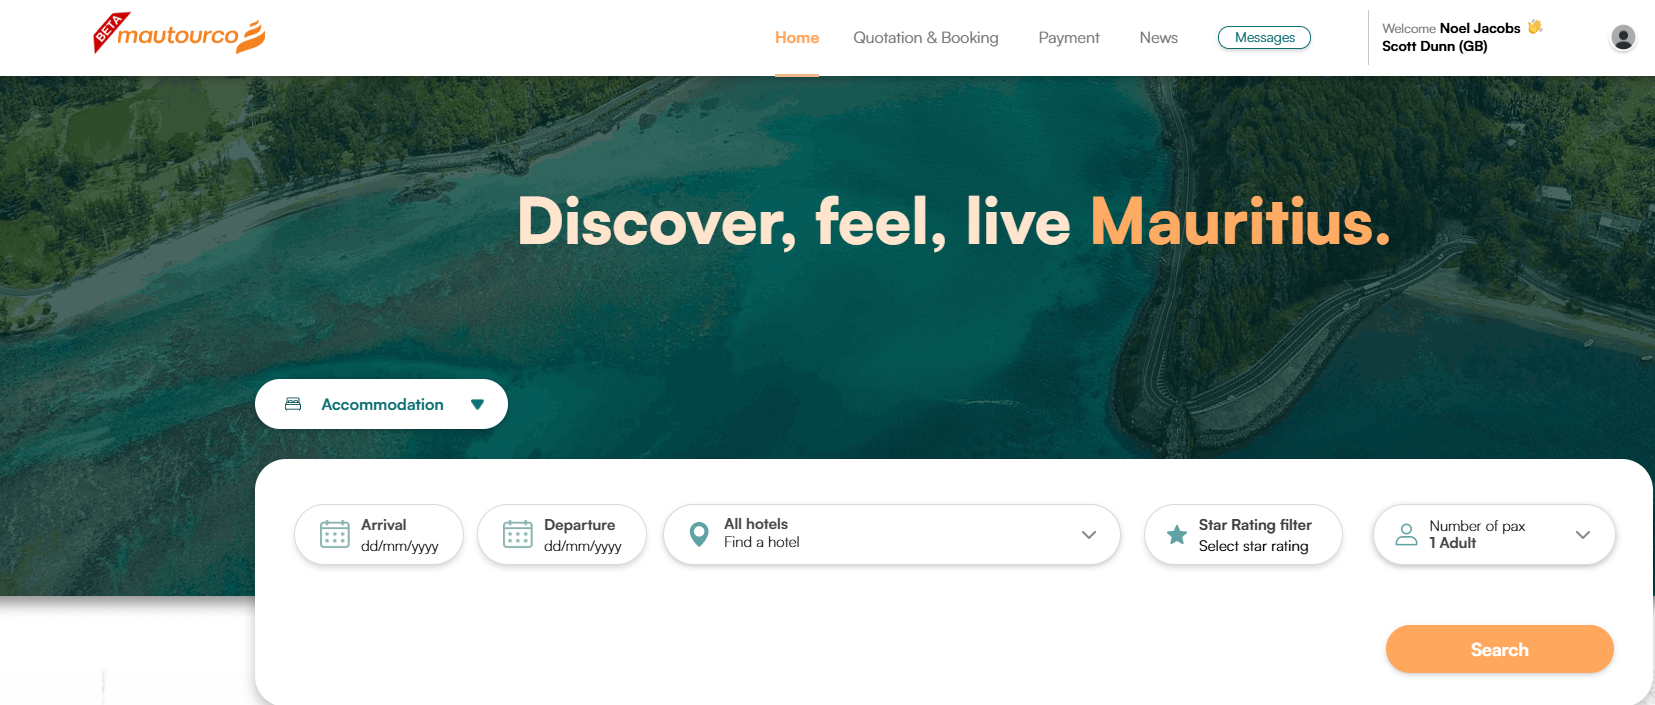 BETA
mautourco
Home
Quotation & Booking
Payment
News
Messages
Welcome Noel Jacobs
Scott Dunn (GB)
Discover, feel, live Mauritius.
Accommodation
Arrival
dd/mm/yyyy
Departure
dd/mm/yyyy
All hotels
Find a hotel
Star Rating filter
Select star rating
Number of pax
1 Adult
Search